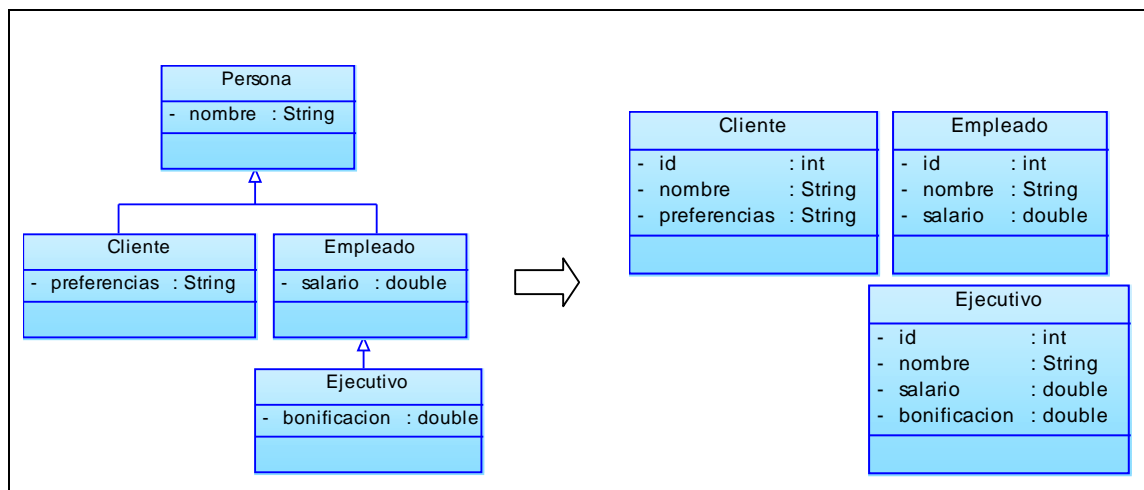 Persona
- nombre : String
Cliente
- preferencias : String
Empleado
- salario : double
Ejecutivo
- bonificacion : double
Cliente
- id : int
- nombre : String
- preferencias : String
Empleado
- id : int
- nombre : String
- salario : double
Ejecutivo
- id : int
- nombre : String
- salario : double
- bonificacion : double